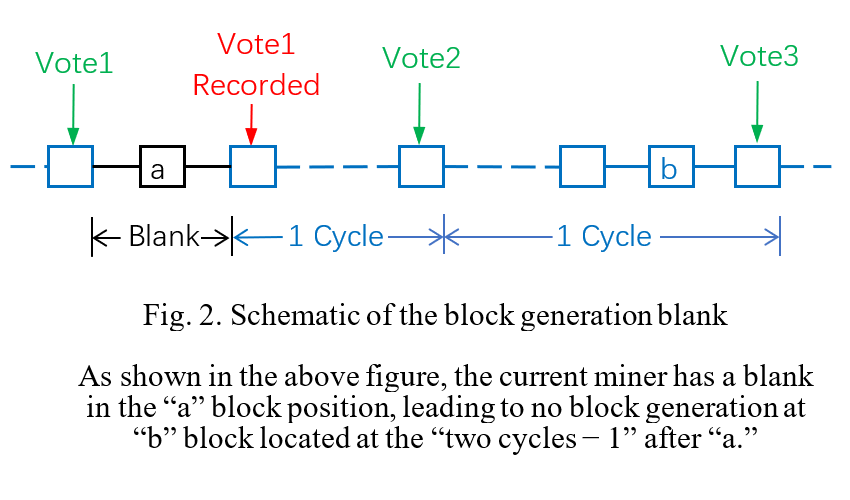 Vote1
Vote1
Recorded
Vote2
Vote3
a
b
Blank
1 Cycle
1 Cycle
Fig. 2. Schematic of the block generation blank
As shown in the above figure, the current miner has a blank
in the “a” block position, leading to no block generation at
“b” block located at the “two cycles − 1” after “a.”